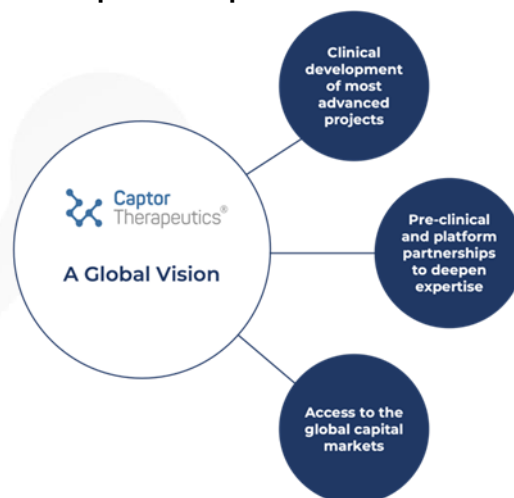 Clinical
development
of most
advanced
projects
Captor
Therapeutics®
A Global Vision
Pre-clinical
and platform
partnerships
to deepen
expertise
Access to the
global capital
markets